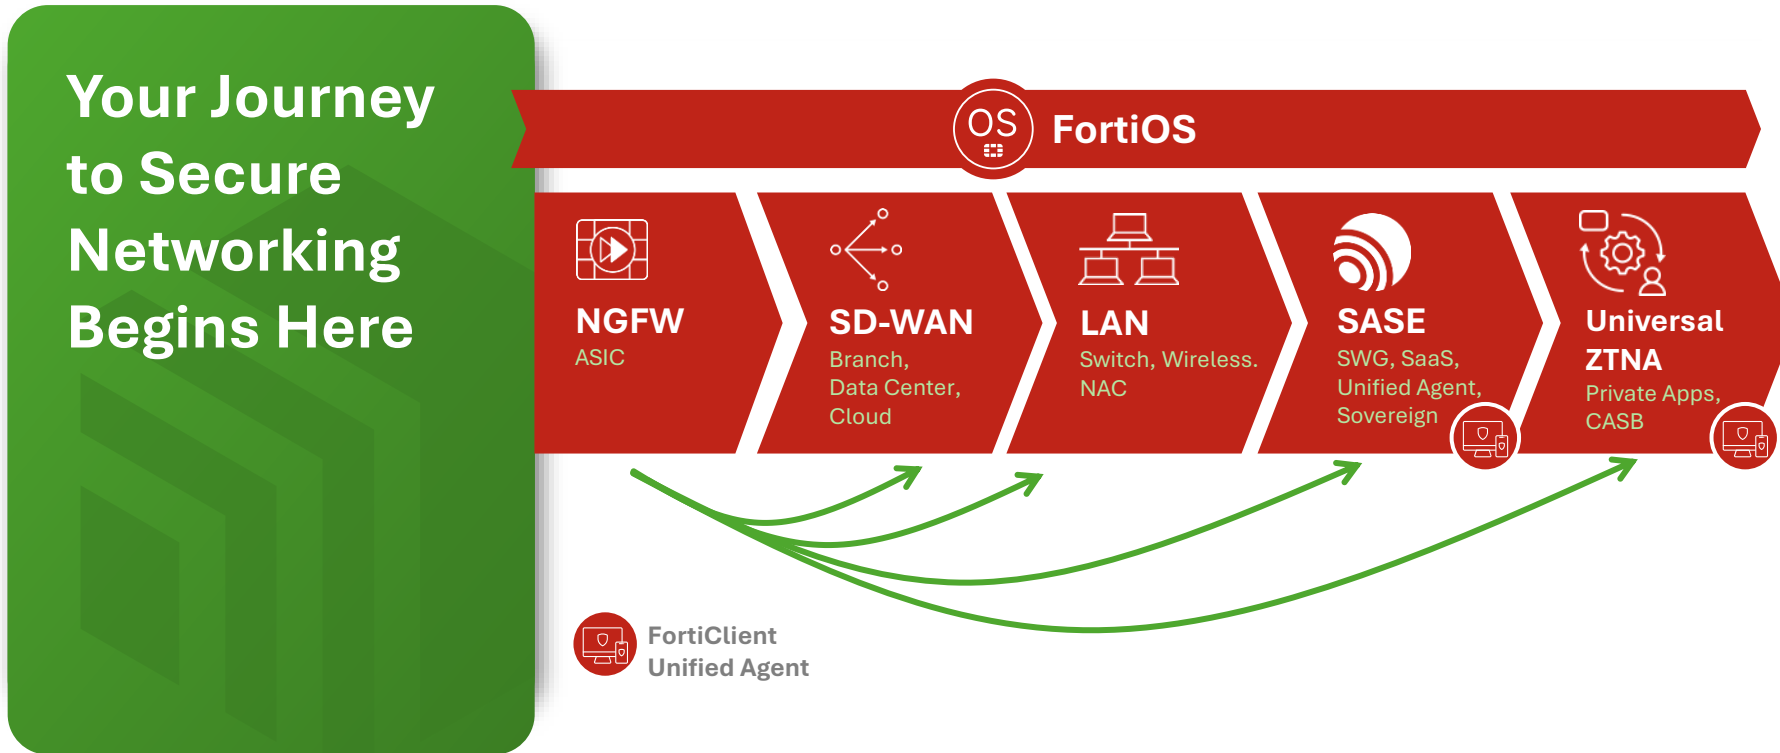 Your Journey
to Secure
Networking
Begins Here
OS
FortiOS
NGFW
ASIC
SD-WAN
Branch,
Data Center,
Cloud
LAN
Switch, Wireless.
NAC
SASE
SWG, SaaS,
Unified Agent,
Sovereign
Universal
ZTNA
Private Apps,
CASB
FortiClient
Unified Agent